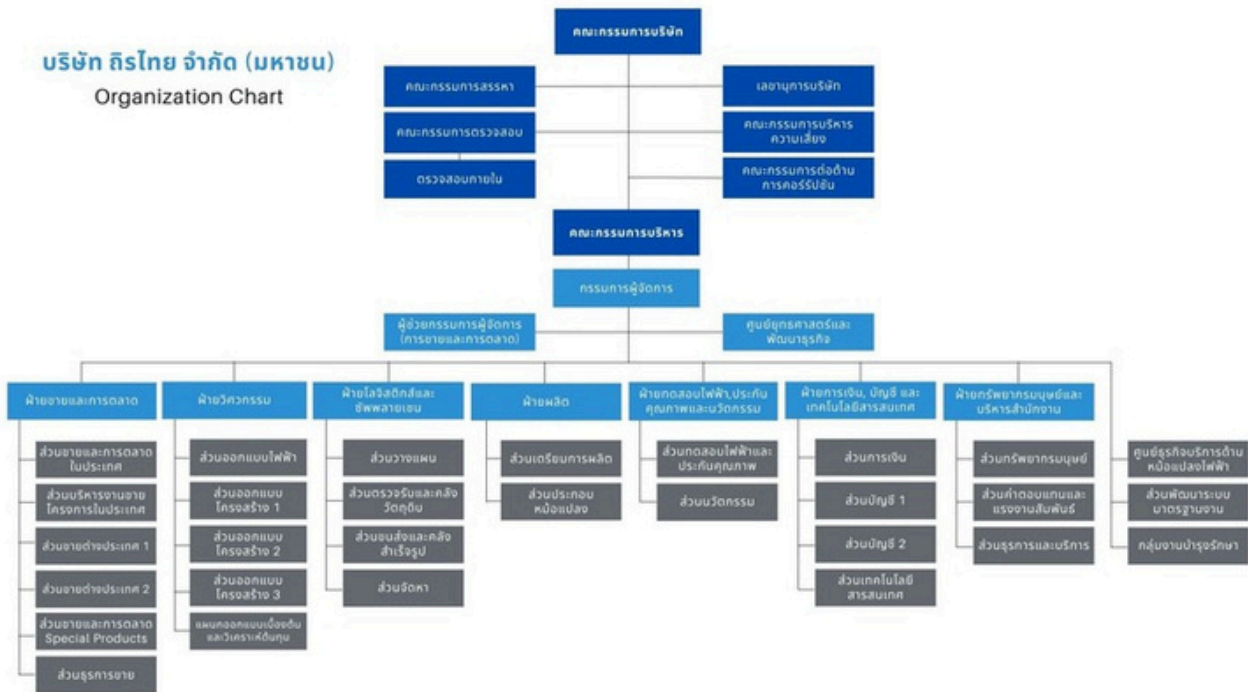 บริษัท ถิรไทย จำกัด (มหาชน)
Organization Chart
คณะกรรมการบริษัท
คณะกรรมการสรรหา
เลขานุการบริษัท
คณะกรรมการตรวจสอบ
คณะกรรมการบริหาร
ความเสี่ยง
ตรวจสอบภายใน
คณะกรรมการต่อต้าน
การคอร์รัปชัน
คณะกรรมการบริหาร
กรรมการผู้จัดการ
ผู้ช่วยกรรมการผู้จัดการ
(การขายและการตลาด)
ศูนย์ยุทธศาสตร์และ
พัฒนาธุรกิจ
ฝ่ายขายและการตลาด
ส่วนขายและการตลาด
ในประเทศ
ส่วนบริหารงานขาย
โครงการในประเทศ
ส่วนขายต่างประเทศ 1
ส่วนขายต่างประเทศ 2
ส่วนขายและการตลาด
Special Products
ส่วนธุรการขาย
ฝ่ายวิศวกรรม
ส่วนออกแบบไฟฟ้า
ส่วนออกแบบ
โครงสร้าง 1
ส่วนออกแบบ
โครงสร้าง 2
ส่วนออกแบบ
โครงสร้าง 3
แผนกออกแบบเบื้องต้น
และวิเคราะห์ต้นทุน
ฝ่ายโลจิสติกส์และ
ซัพพลายเชน
ส่วนวางแผน
ส่วนตรวจรับและคลัง
วัตถุดิบ
ส่วนขนส่งและคลัง
สำเร็จรูป
ส่วนจัดหา
ฝ่ายผลิต
ส่วนเตรียมการผลิต
ส่วนประกอบ
หม้อแปลง
ฝ่ายทดสอบไฟฟ้า,ประกัน
คุณภาพและนวัตกรรม
ส่วนทดสอบไฟฟ้าและ
ประกันคุณภาพ
ส่วนนวัตกรรม
ฝ่ายการเงิน, บัญชี และ
เทคโนโลยีสารสนเทศ
ส่วนการเงิน
ส่วนบัญชี 1
ส่วนบัญชี 2
ส่วนเทคโนโลยี
สารสนเทศ
ฝ่ายทรัพยากรมนุษย์และ
บริหารสำนักงาน
ส่วนทรัพยากรมนุษย์
ส่วนค่าตอบแทนและ
แรงงานสัมพันธ์
ส่วนธุรการและบริการ
ศูนย์ธุรกิจบริการด้าน
หม้อแปลงไฟฟ้า
ส่วนพัฒนาระบบ
มาตรฐานงาน
กลุ่มงานบำรุงรักษา